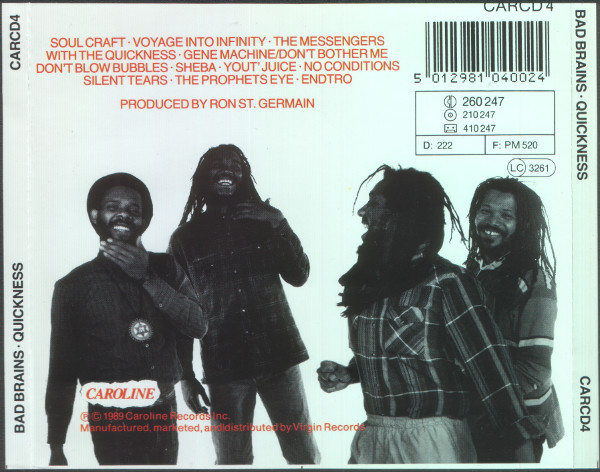 CARCD4
SOUL CRAFT · VOYAGE INTO INFINITY · THE MESSENGERS
WITH THE QUICKNESS · GENE MACHINE/DON'T BOTHER ME
DON'T BLOW BUBBLES · SHEBA · YOUT' JUICE · NO CONDITIONS
SILENT TEARS · THE PROPHETS EYE · ENDTRO
PRODUCED BY RON ST. GERMAIN
5 012981 040024
260 247
210 247
410 247
D: 222
F: PM 520
LC 3261
CARCD4
BAD BRAINS · QUICKNESS
BAD BRAINS · QUICKNESS
CARCD4
CAROLINE
℗ © 1989 Caroline Records Inc.
Manufactured, marketed, and distributed by Virgin Records